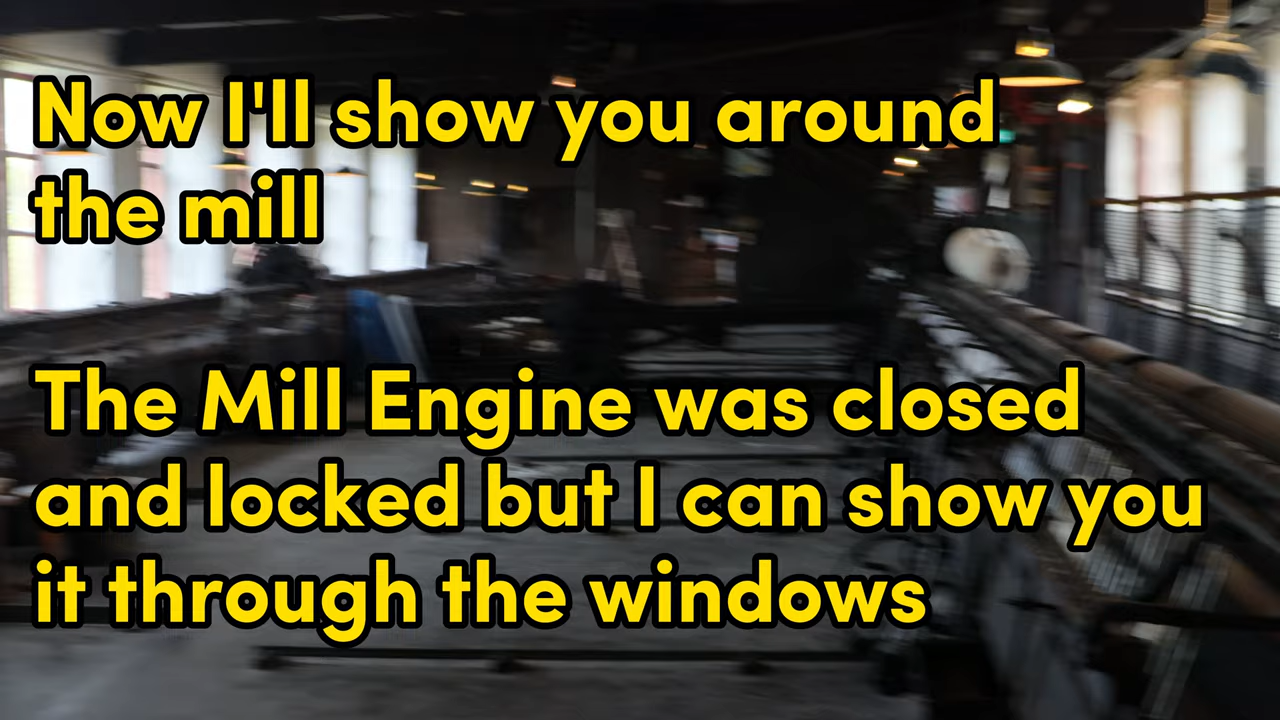 Now I'll show you around
the mill
The Mill Engine was closed
and locked but I can show you
it through the windows